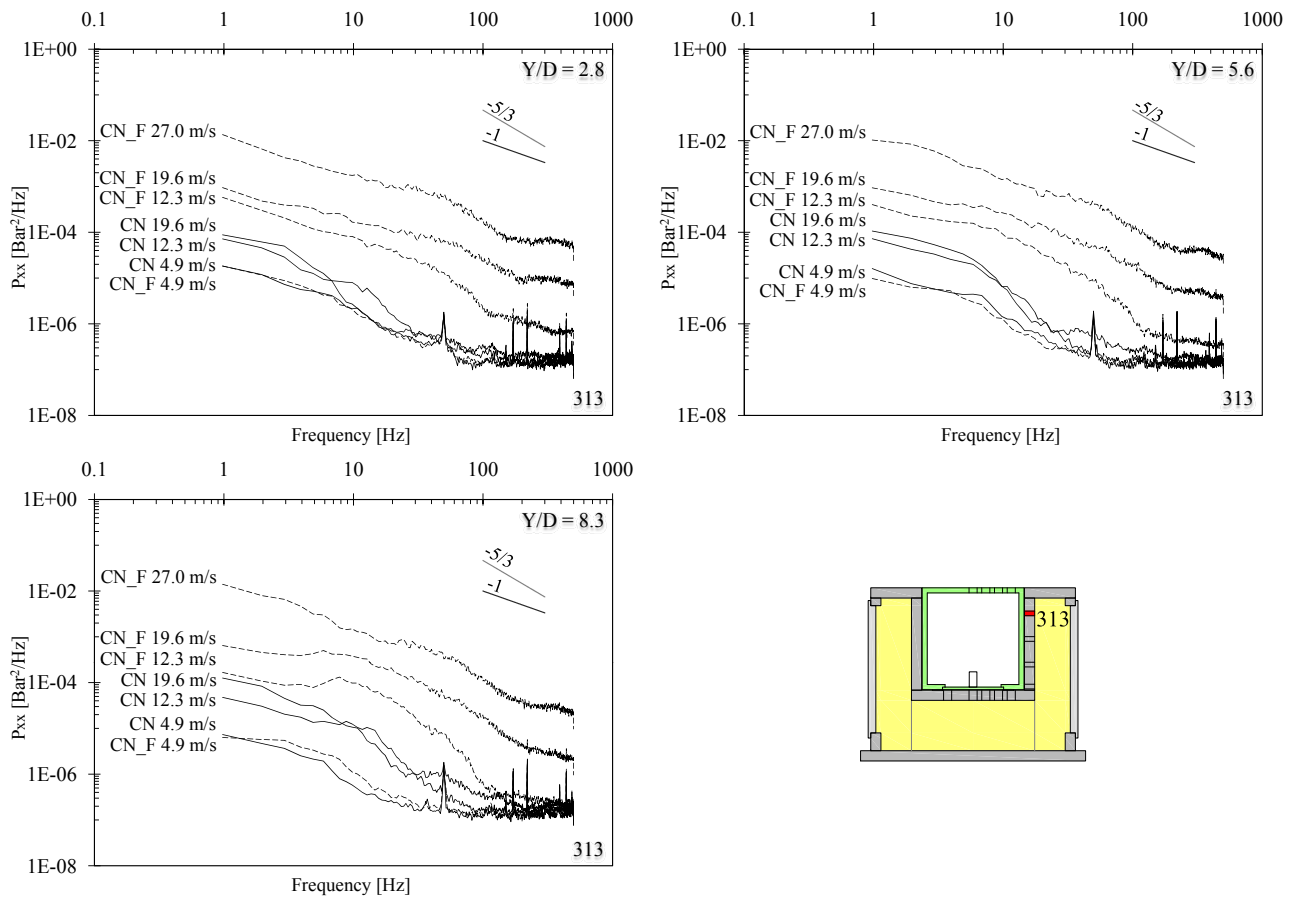 0.1 1 10 100 1000
1E+00
Y/D = 2.8
-5/3
-1
CN_F 27.0 m/s
1E-02
CN_F 19.6 m/s
CN_F 12.3 m/s
CN 19.6 m/s
1E-04
CN 12.3 m/s
CN 4.9 m/s
CN_F 4.9 m/s
1E-06
1E-08
313
Pxx [Bar²/Hz]
Frequency [Hz]
0.1 1 10 100 1000
1E+00
Y/D = 5.6
-5/3
-1
CN_F 27.0 m/s
1E-02
CN_F 19.6 m/s
CN_F 12.3 m/s
CN 19.6 m/s
1E-04
CN 12.3 m/s
CN 4.9 m/s
CN_F 4.9 m/s
1E-06
1E-08
313
Pxx [Bar²/Hz]
Frequency [Hz]
0.1 1 10 100 1000
1E+00
Y/D = 8.3
-5/3
-1
CN_F 27.0 m/s
1E-02
CN_F 19.6 m/s
CN_F 12.3 m/s
CN 19.6 m/s
1E-04
CN 12.3 m/s
CN 4.9 m/s
CN_F 4.9 m/s
1E-06
1E-08
313
Pxx [Bar²/Hz]
Frequency [Hz]
313